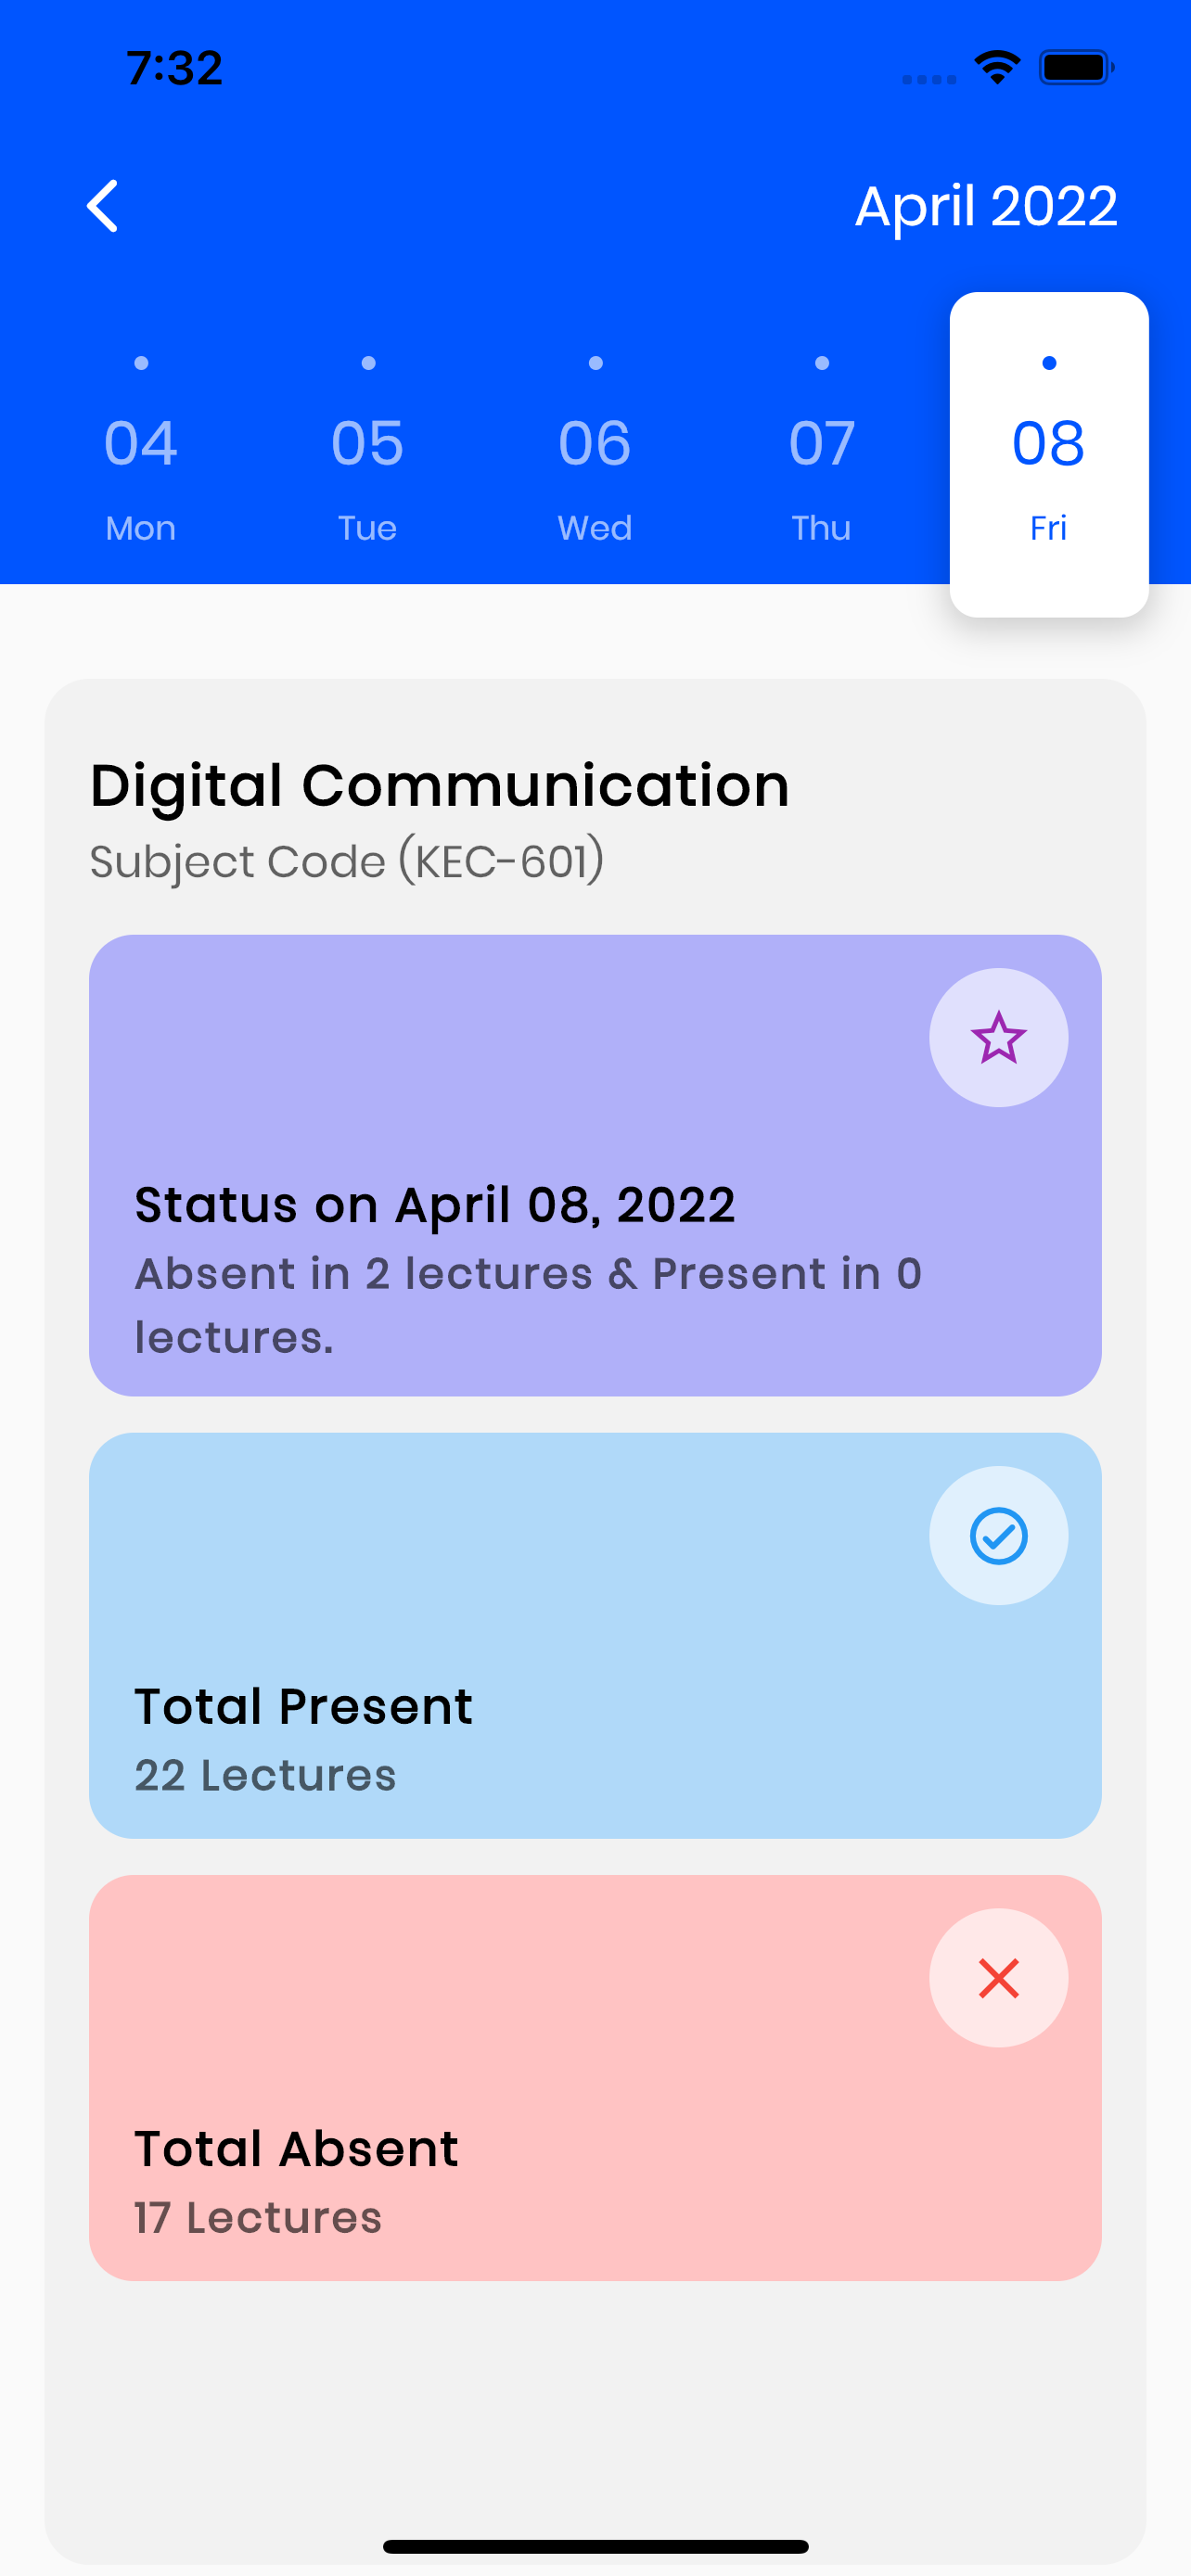 7:32
April 2022
04 05 06 07 08
Mon Tue Wed Thu Fri
Digital Communication
Subject Code (KEC-601)
Status on April 08, 2022
Absent in 2 lectures & Present in 0
lectures.
Total Present
22 Lectures
Total Absent
17 Lectures